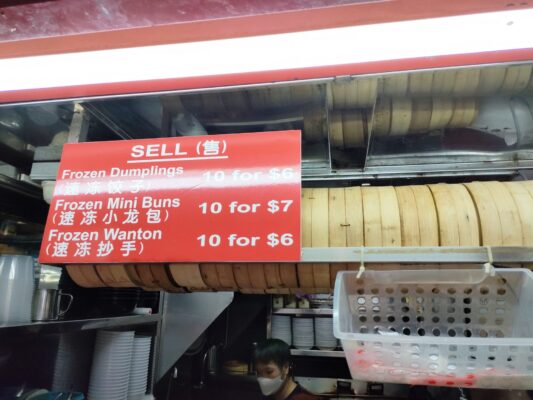 SELL (售)
Frozen Dumplings
(速冻饺子) 10 for $6
Frozen Mini Buns
(速冻小龙包) 10 for $7
Frozen Wanton
(速冻抄手) 10 for $6